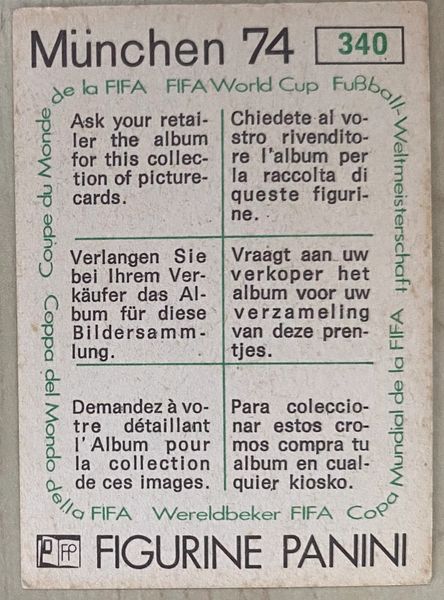 München 74 340
Coupe du Monde de la FIFA FIFA World Cup Fußball-Weltmeisterschaft
Ask your retai-
ler the album
for this collec-
tion of picture-
cards.
Chiedete al vo-
stro rivendito-
re l'album per
la raccolta di
queste figuri-
ne.
Verlangen Sie
bei Ihrem Ver-
käufer das Al-
bum für diese
Bildersamm-
lung.
Vraagt aan uw
verkoper het
album voor uw
verzameling
van deze pren-
tjes.
Demandez à vo-
tre détaillant
l'Album pour
la collection
de ces images.
Para coleccio-
nar estos cro-
mos compra tu
album en cual-
quier kiosko.
Coppa del Mondo della FIFA Wereldbeker FIFA Copa Mundial de la FIFA
FP FIGURINE PANINI